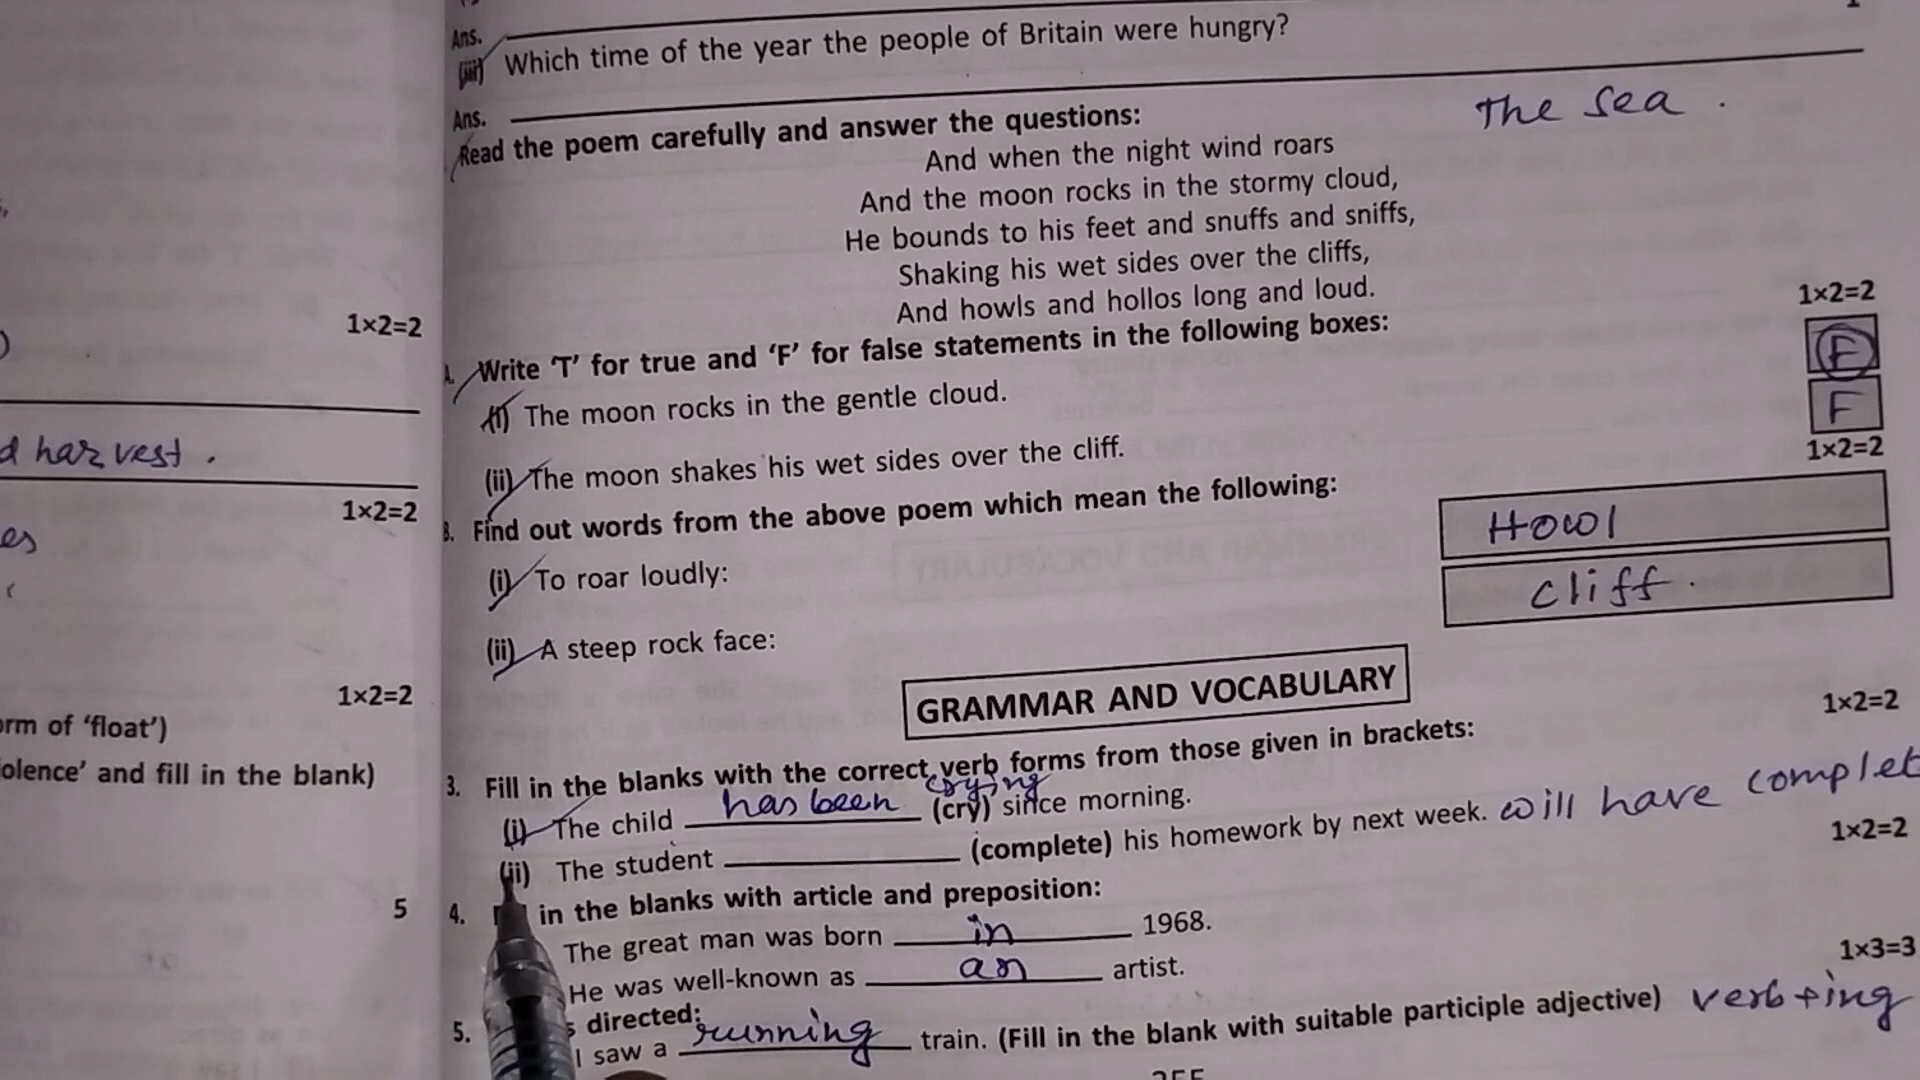 Ans.
(iii) Which time of the year the people of Britain were hungry?
Ans.
Read the poem carefully and answer the questions:
The Sea .
And when the night wind roars
And the moon rocks in the stormy cloud,
He bounds to his feet and snuffs and sniffs,
Shaking his wet sides over the cliffs,
And howls and hollos long and loud.
Write ‘T’ for true and ‘F’ for false statements in the following boxes: 1×2=2
(i) The moon rocks in the gentle cloud. F
(ii) The moon shakes his wet sides over the cliff. F
Find out words from the above poem which mean the following: 1×2=2
(i) To roar loudly: Howl
(ii) A steep rock face: cliff.
GRAMMAR AND VOCABULARY
3. Fill in the blanks with the correct verb forms from those given in brackets: 1×2=2
(i) The child has been crying (cry) since morning.
(ii) The student (complete) his homework by next week. will have complet
4. in the blanks with article and preposition: 1×2=2
The great man was born in 1968.
He was well-known as an artist.
5. directed: 1×3=3
I saw a running train. (Fill in the blank with suitable participle adjective) verb+ing
1×2=2
d harvest .
1×2=2
es
1×2=2
orm of ‘float’)
olence’ and fill in the blank)
5